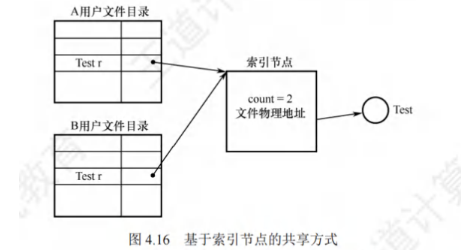 A用户文件目录
Test r
索引节点
count = 2
文件物理地址
Test
B用户文件目录
Test r
图 4.16 基于索引节点的共享方式